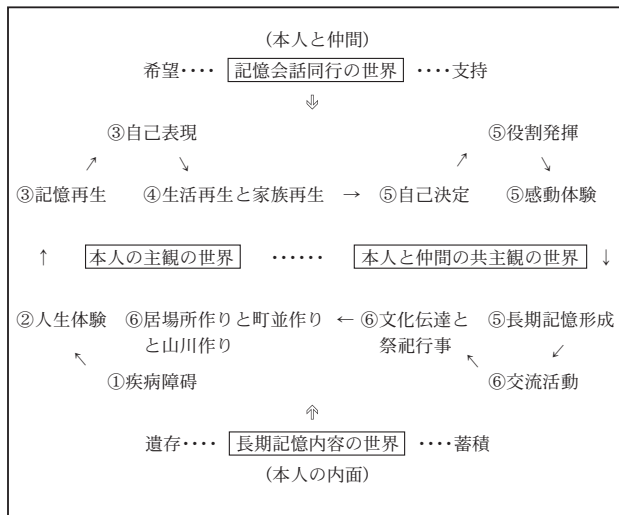 (本人と仲間)
希望････ 記憶会話同行の世界 ････支持
⇓
③自己表現 ⑤役割発揮
↗ ↘ ↗ ↘
③記憶再生 ④生活再生と家族再生 → ⑤自己決定 ⑤感動体験
↑ 本人の主観の世界 ‥‥‥ 本人と仲間の共主観の世界 ↓
②人生体験 ⑥居場所作りと町並作り ← ⑥文化伝達と ⑤長期記憶形成
と山川作り 祭祀行事
↖ ↖ ↙
①疾病障碍 ⑥交流活動
⇑
遺存････ 長期記憶内容の世界 ････蓄積
(本人の内面)